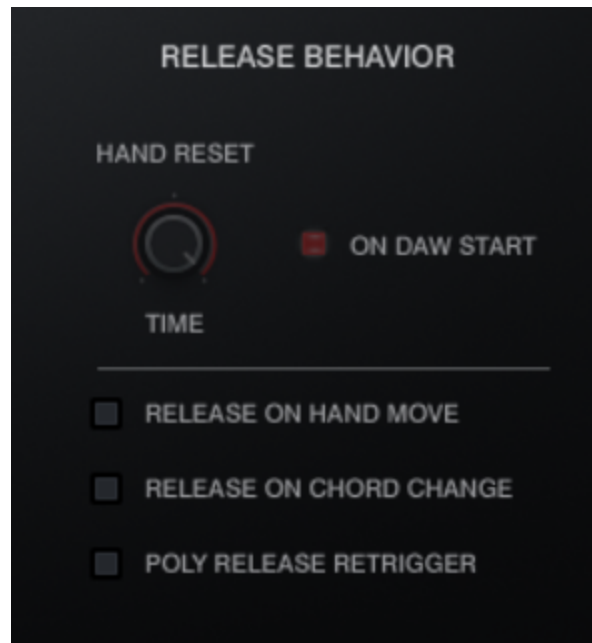 RELEASE BEHAVIOR
HAND RESET
ON DAW START
TIME
RELEASE ON HAND MOVE
RELEASE ON CHORD CHANGE
POLY RELEASE RETRIGGER